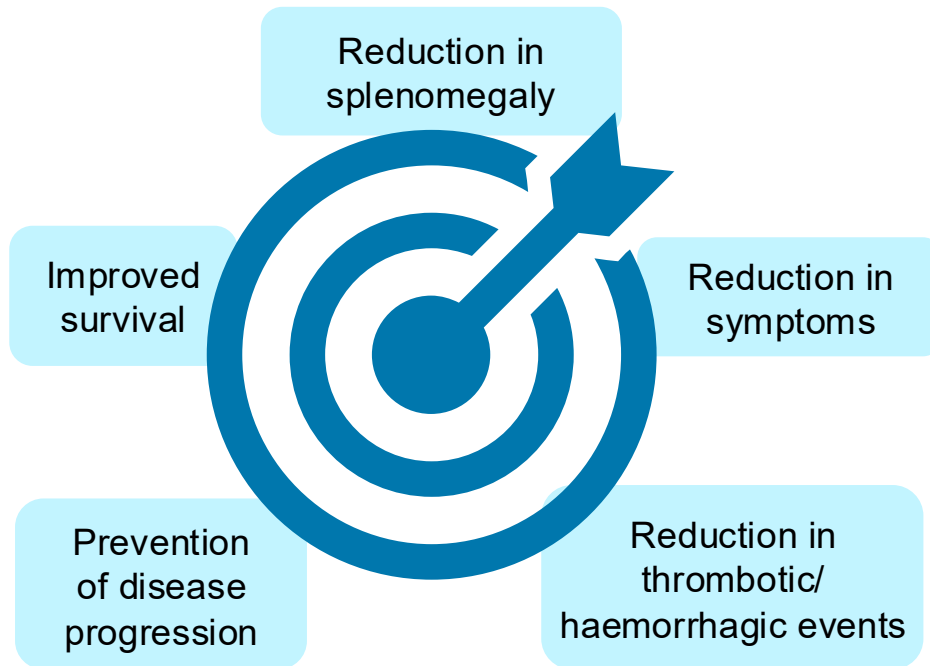 Reduction in
splenomegaly
Improved
survival
Reduction in
symptoms
Prevention
of disease
progression
Reduction in
thrombotic/
haemorrhagic events